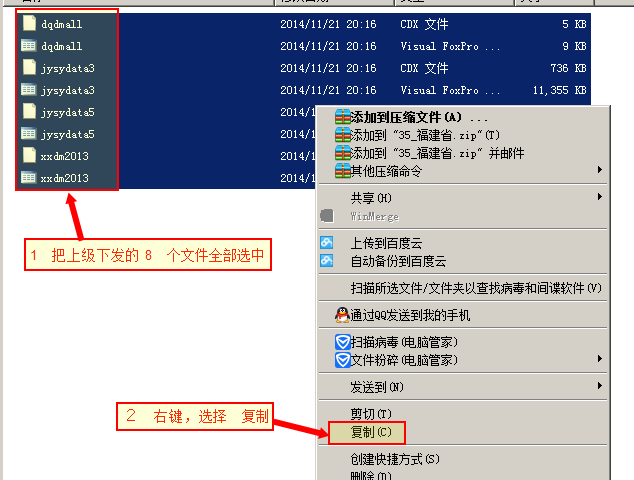 dqdmall 2014/11/21 20:16 CDX 文件 5 KB
dqdmall 2014/11/21 20:16 Visual FoxPro ... 9 KB
jysydata3 2014/11/21 20:16 CDX 文件 736 KB
jysydata3 2014/11/21 20:16 Visual FoxPro ... 11,355 KB
jysydata5 2014/1
jysydata5 2014/1
xxdm2013 2014/1
xxdm2013 2014/1
添加到压缩文件(A) ...
添加到 "35_福建省.zip"(T)
添加到 "35_福建省.zip" 并邮件
其他压缩命令
共享(H)
WinMerge
上传到百度云
自动备份到百度云
扫描所选文件/文件夹以查找病毒和间谍软件(V)
通过QQ发送到我的手机
扫描病毒(电脑管家)
文件粉碎(电脑管家)
发送到(N)
剪切(T)
复制(C)
创建快捷方式(S)
删除(D)
1 把上级下发的 8 个文件全部选中
2 右键，选择 复制